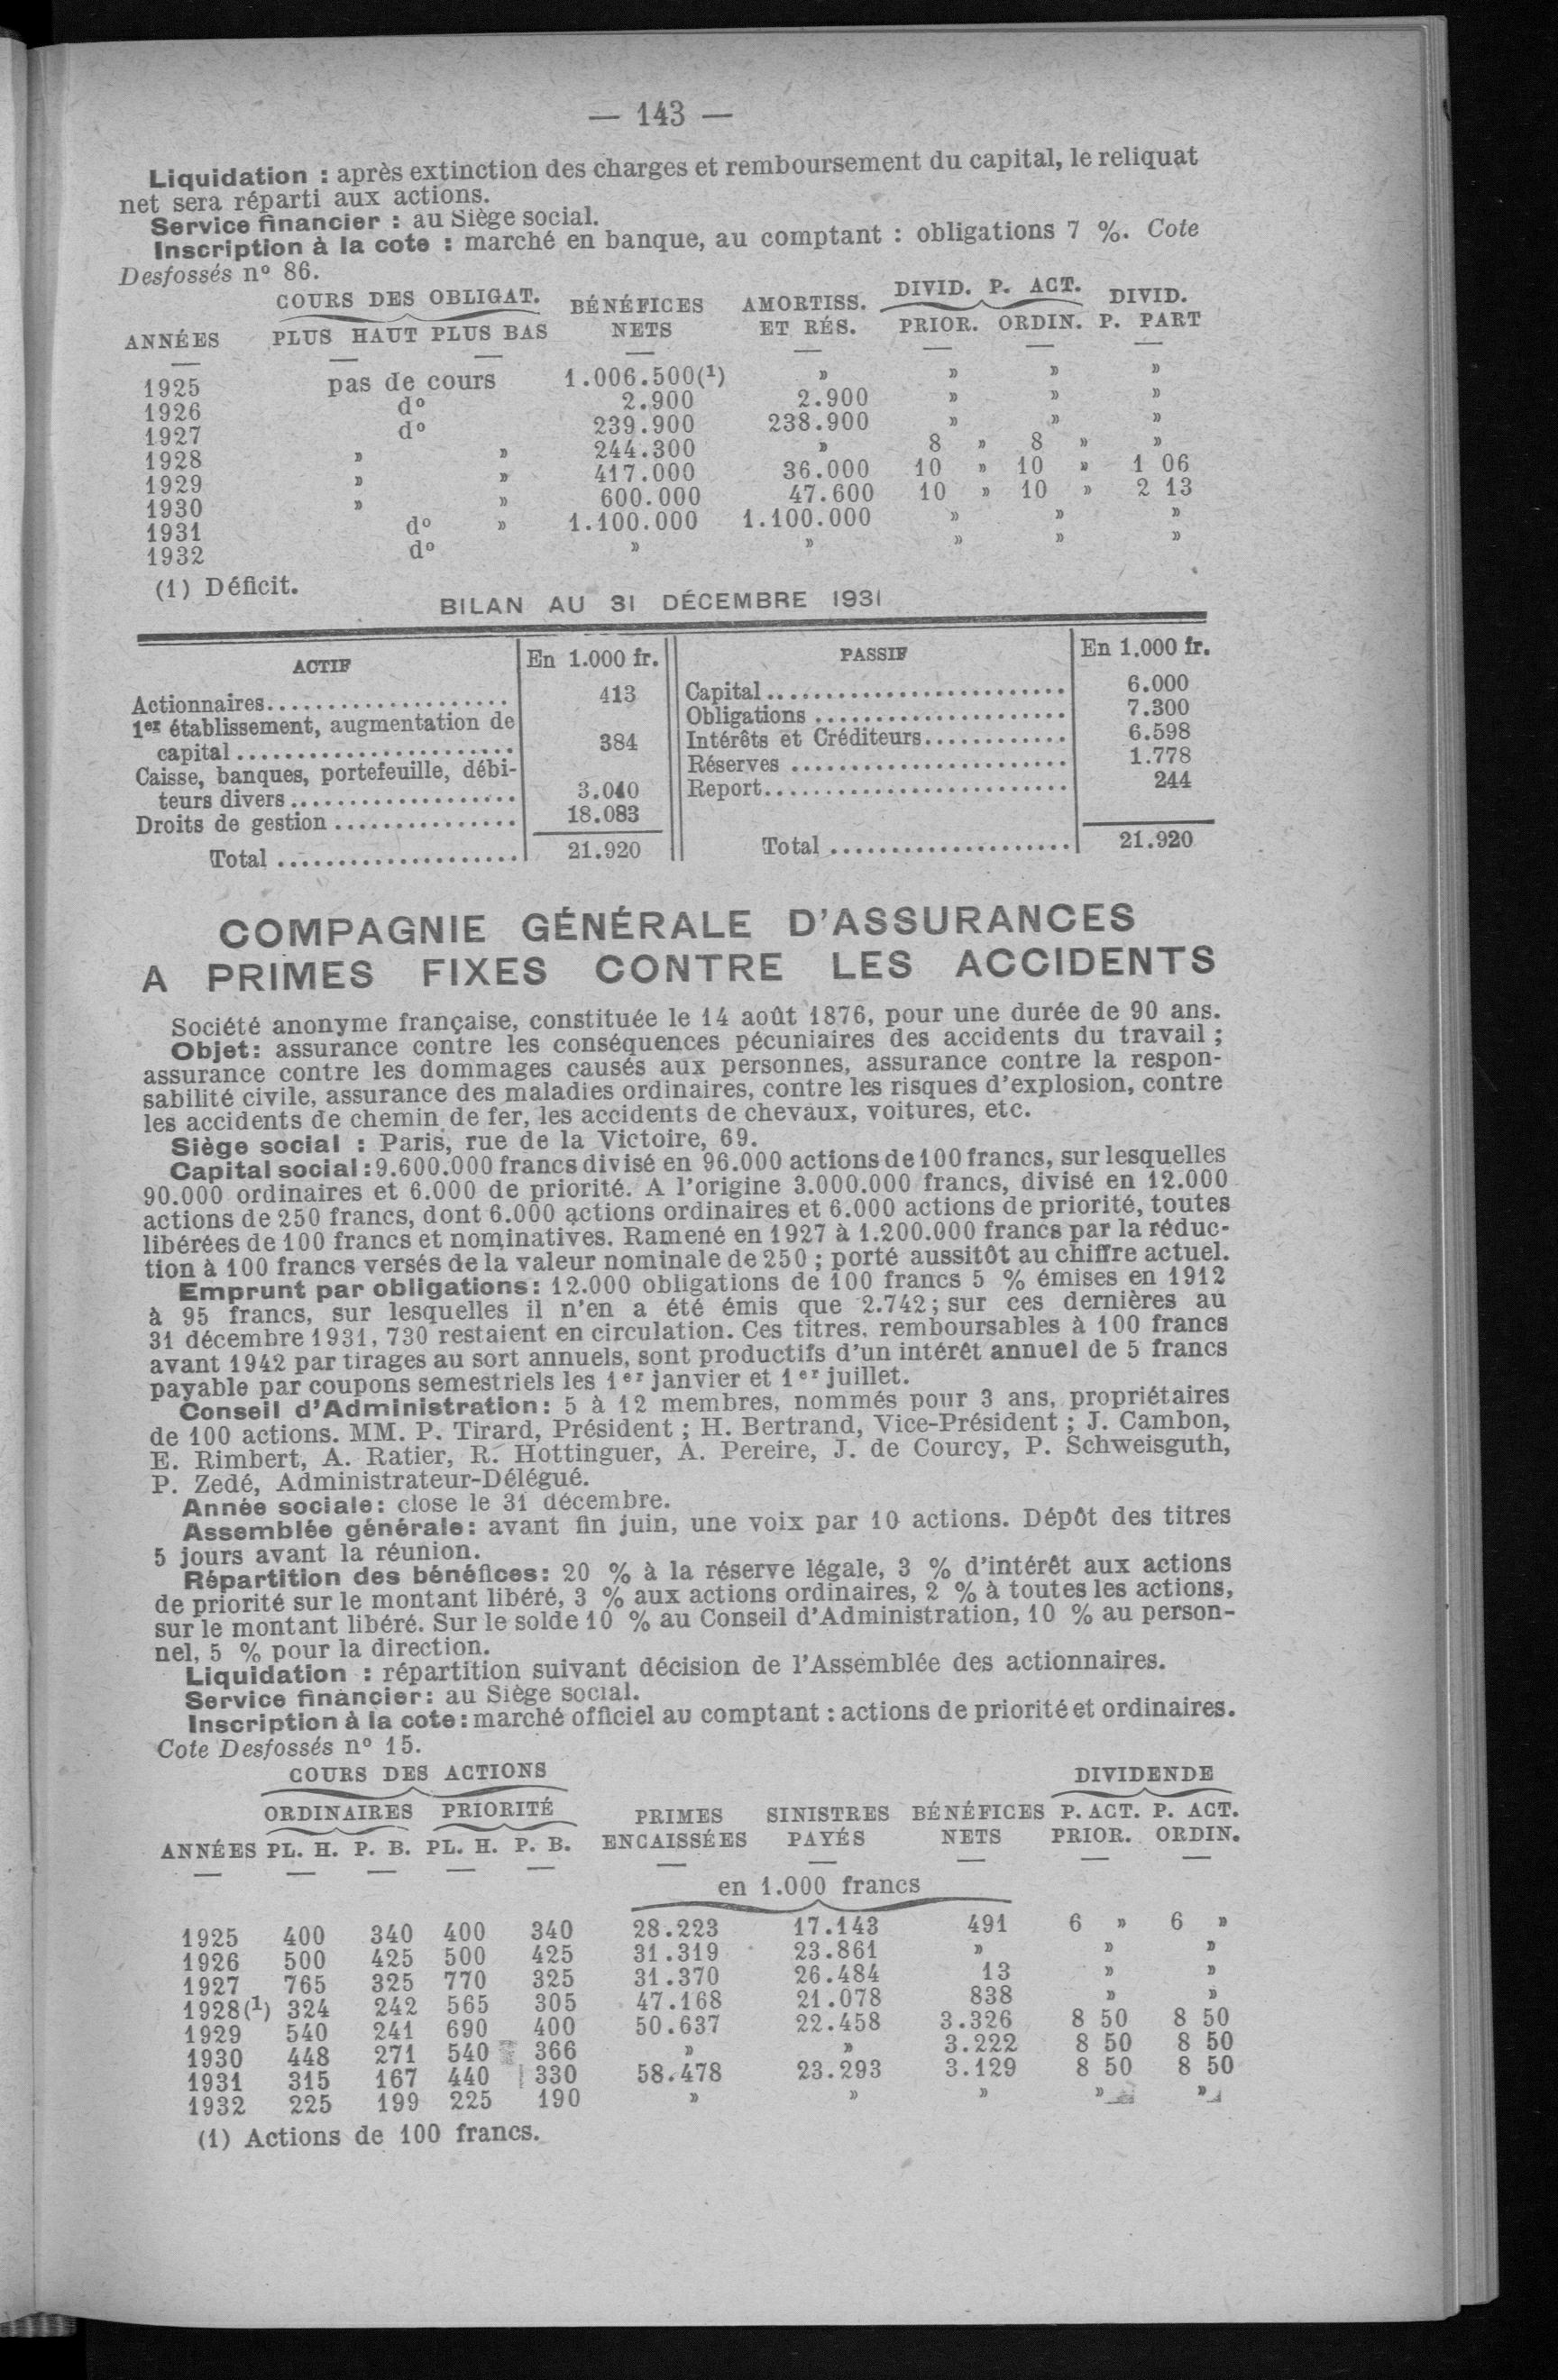 — 143 —
Liquidation : après extinction des charges et remboursement du capital, le reliquat
net sera réparti aux actions.
Service financier : au Siège social.
Inscription à la cote : marché en banque, au comptant : obligations 7 %. Cote
Desfossés nº 86.
COURS DES OBLIGAT. BÉNÉFICES AMORTISS. DIVID. P. ACT. DIVID.
ANNÉES PLUS HAUT PLUS BAS NETS ET RÉS. PRIOR. ORDIN. P. PART
1925 pas de cours 1.006.500(¹) » » » »
1926 dº 2.900 2.900 » » »
1927 dº 239.900 238.900 » » »
1928 » » 244.300 » 8 » 8 » »
1929 » » 417.000 36.000 10 » 10 » 1 06
1930 » » 600.000 47.600 10 » 10 » 2 13
1931 dº » 1.100.000 1.100.000 » » »
1932 dº » » » » »
(1) Déficit.
BILAN AU 31 DÉCEMBRE 1931
ACTIF En 1.000 fr. PASSIF En 1.000 fr.
Actionnaires.................... 413 Capital......................... 6.000
1er établissement, augmentation de Obligations ..................... 7.300
capital....................... 384 Intérêts et Créditeurs............ 6.598
Caisse, banques, portefeuille, débi- Réserves ....................... 1.778
teurs divers................... 3.040 Report......................... 244
Droits de gestion ............... 18.083
Total .................... 21.920 Total .................... 21.920
COMPAGNIE GÉNÉRALE D'ASSURANCES
A PRIMES FIXES CONTRE LES ACCIDENTS
Société anonyme française, constituée le 14 août 1876, pour une durée de 90 ans.
Objet: assurance contre les conséquences pécuniaires des accidents du travail ;
assurance contre les dommages causés aux personnes, assurance contre la respon-
sabilité civile, assurance des maladies ordinaires, contre les risques d'explosion, contre
les accidents de chemin de fer, les accidents de chevaux, voitures, etc.
Siège social : Paris, rue de la Victoire, 69.
Capital social : 9.600.000 francs divisé en 96.000 actions de 100 francs, sur lesquelles
90.000 ordinaires et 6.000 de priorité. A l'origine 3.000.000 francs, divisé en 12.000
actions de 250 francs, dont 6.000 actions ordinaires et 6.000 actions de priorité, toutes
libérées de 100 francs et nominatives. Ramené en 1927 à 1.200.000 francs par la réduc-
tion à 100 francs versés de la valeur nominale de 250 ; porté aussitôt au chiffre actuel.
Emprunt par obligations: 12.000 obligations de 100 francs 5 % émises en 1912
à 95 francs, sur lesquelles il n'en a été émis que 2.742; sur ces dernières au
31 décembre 1931, 730 restaient en circulation. Ces titres, remboursables à 100 francs
avant 1942 par tirages au sort annuels, sont productifs d'un intérêt annuel de 5 francs
payable par coupons semestriels les 1er janvier et 1er juillet.
Conseil d'Administration: 5 à 12 membres, nommés pour 3 ans, propriétaires
de 100 actions. MM. P. Tirard, Président ; H. Bertrand, Vice-Président ; J. Cambon,
E. Rimbert, A. Ratier, R. Hottinguer, A. Pereire, J. de Courcy, P. Schweisguth,
P. Zedé, Administrateur-Délégué.
Année sociale: close le 31 décembre.
Assemblée générale: avant fin juin, une voix par 10 actions. Dépôt des titres
5 jours avant la réunion.
Répartition des bénéfices: 20 % à la réserve légale, 3 % d'intérêt aux actions
de priorité sur le montant libéré, 3 % aux actions ordinaires, 2 % à toutes les actions,
sur le montant libéré. Sur le solde 10 % au Conseil d'Administration, 10 % au person-
nel, 5 % pour la direction.
Liquidation : répartition suivant décision de l'Assemblée des actionnaires.
Service financier: au Siège social.
Inscription à la cote: marché officiel au comptant : actions de priorité et ordinaires.
Cote Desfossés nº 15.
COURS DES ACTIONS DIVIDENDE
ORDINAIRES PRIORITÉ PRIMES SINISTRES BÉNÉFICES P. ACT. P. ACT.
ANNÉES PL. H. P. B. PL. H. P. B. ENCAISSÉES PAYÉS NETS PRIOR. ORDIN.
en 1.000 francs
1925 400 340 400 340 28.223 17.143 491 6 » 6 »
1926 500 425 500 425 31.319 23.861 » » »
1927 765 325 770 325 31.370 26.484 13 » »
1928(¹) 324 242 565 305 47.168 21.078 838 » »
1929 540 241 690 400 50.637 22.458 3.326 8 50 8 50
1930 448 271 540 366 » » 3.222 8 50 8 50
1931 315 167 440 330 58.478 23.293 3.129 8 50 8 50
1932 225 199 225 190 » » » » »
(1) Actions de 100 francs.